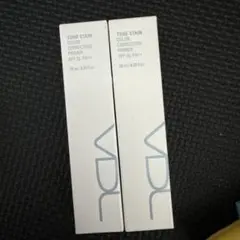 TONE STAIN
COLOR
CORRECTING
PRIMER
VDL
TONE STAIN
COLOR
CORRECTING
PRIMER
VDL